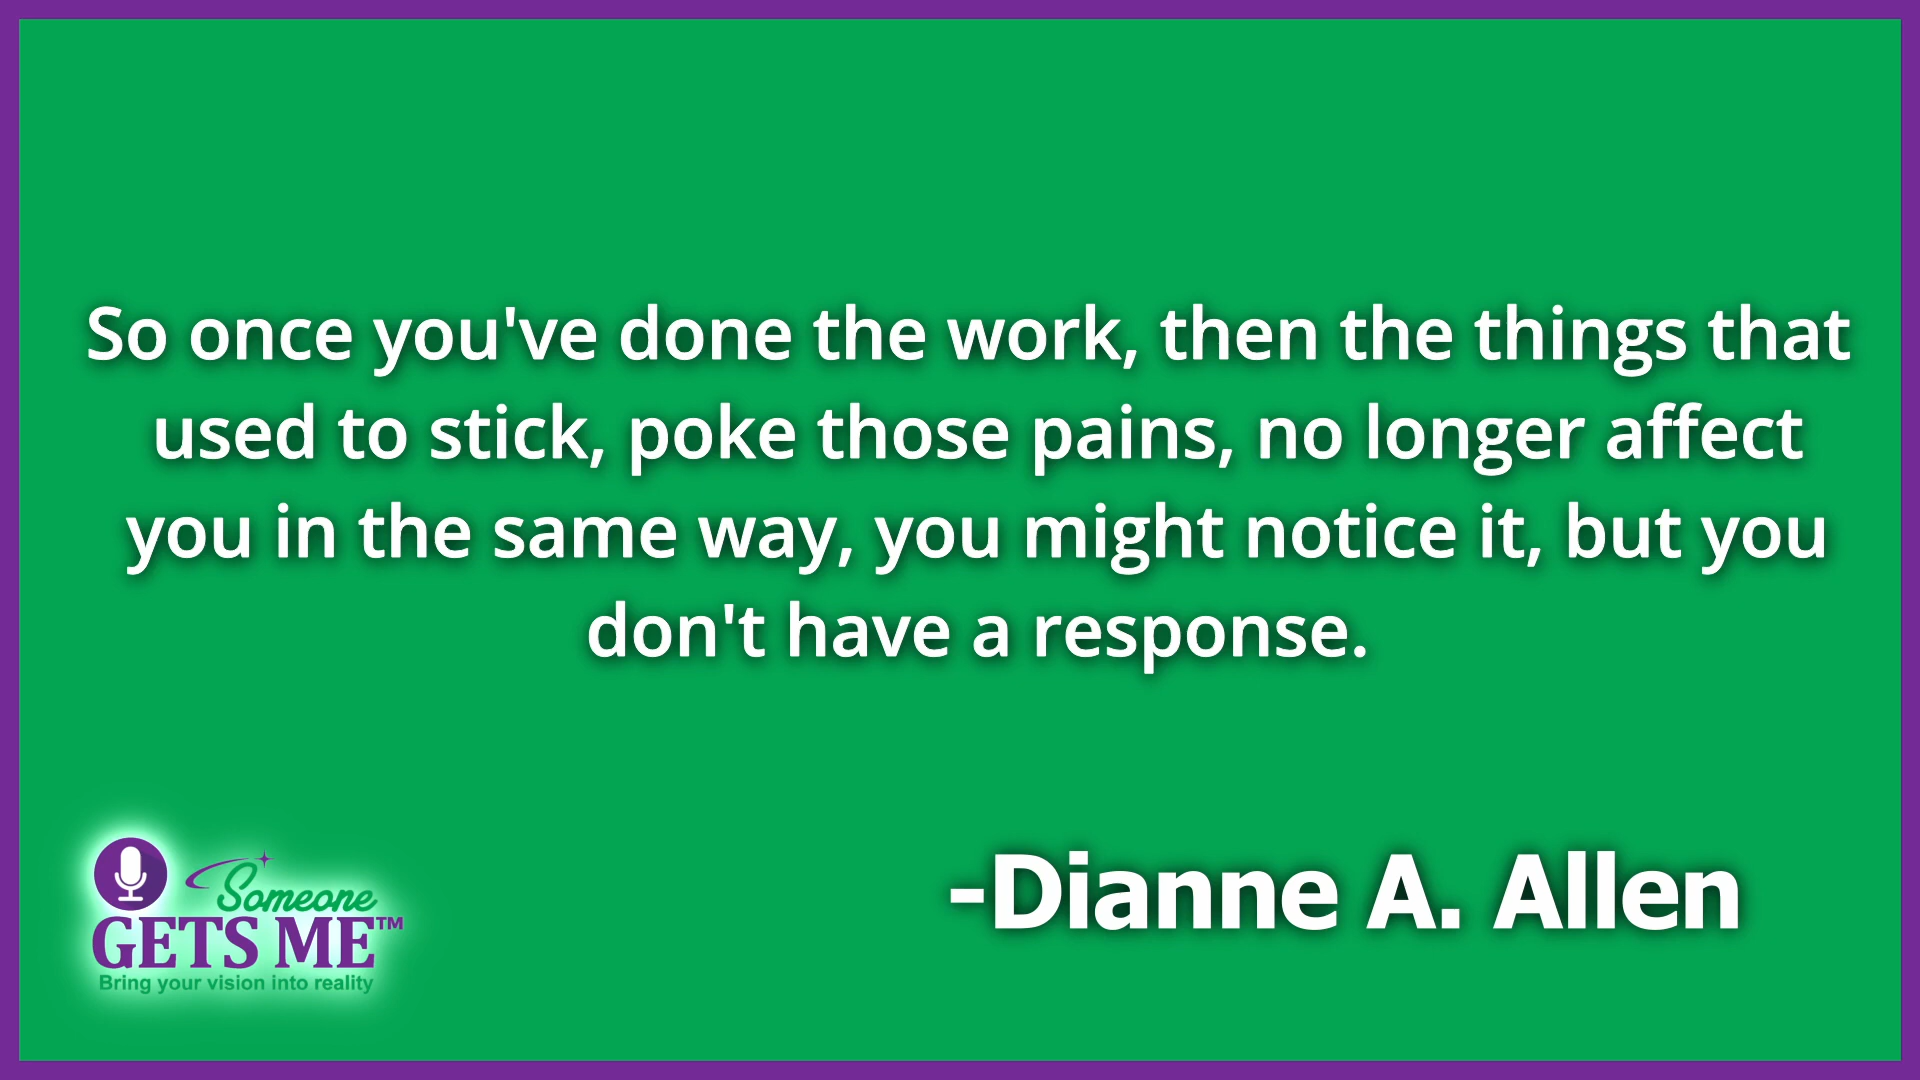 So once you've done the work, then the things that
used to stick, poke those pains, no longer affect
you in the same way, you might notice it, but you
don't have a response.
-Dianne A. Allen
Someone
GETS ME™
Bring your vision into reality